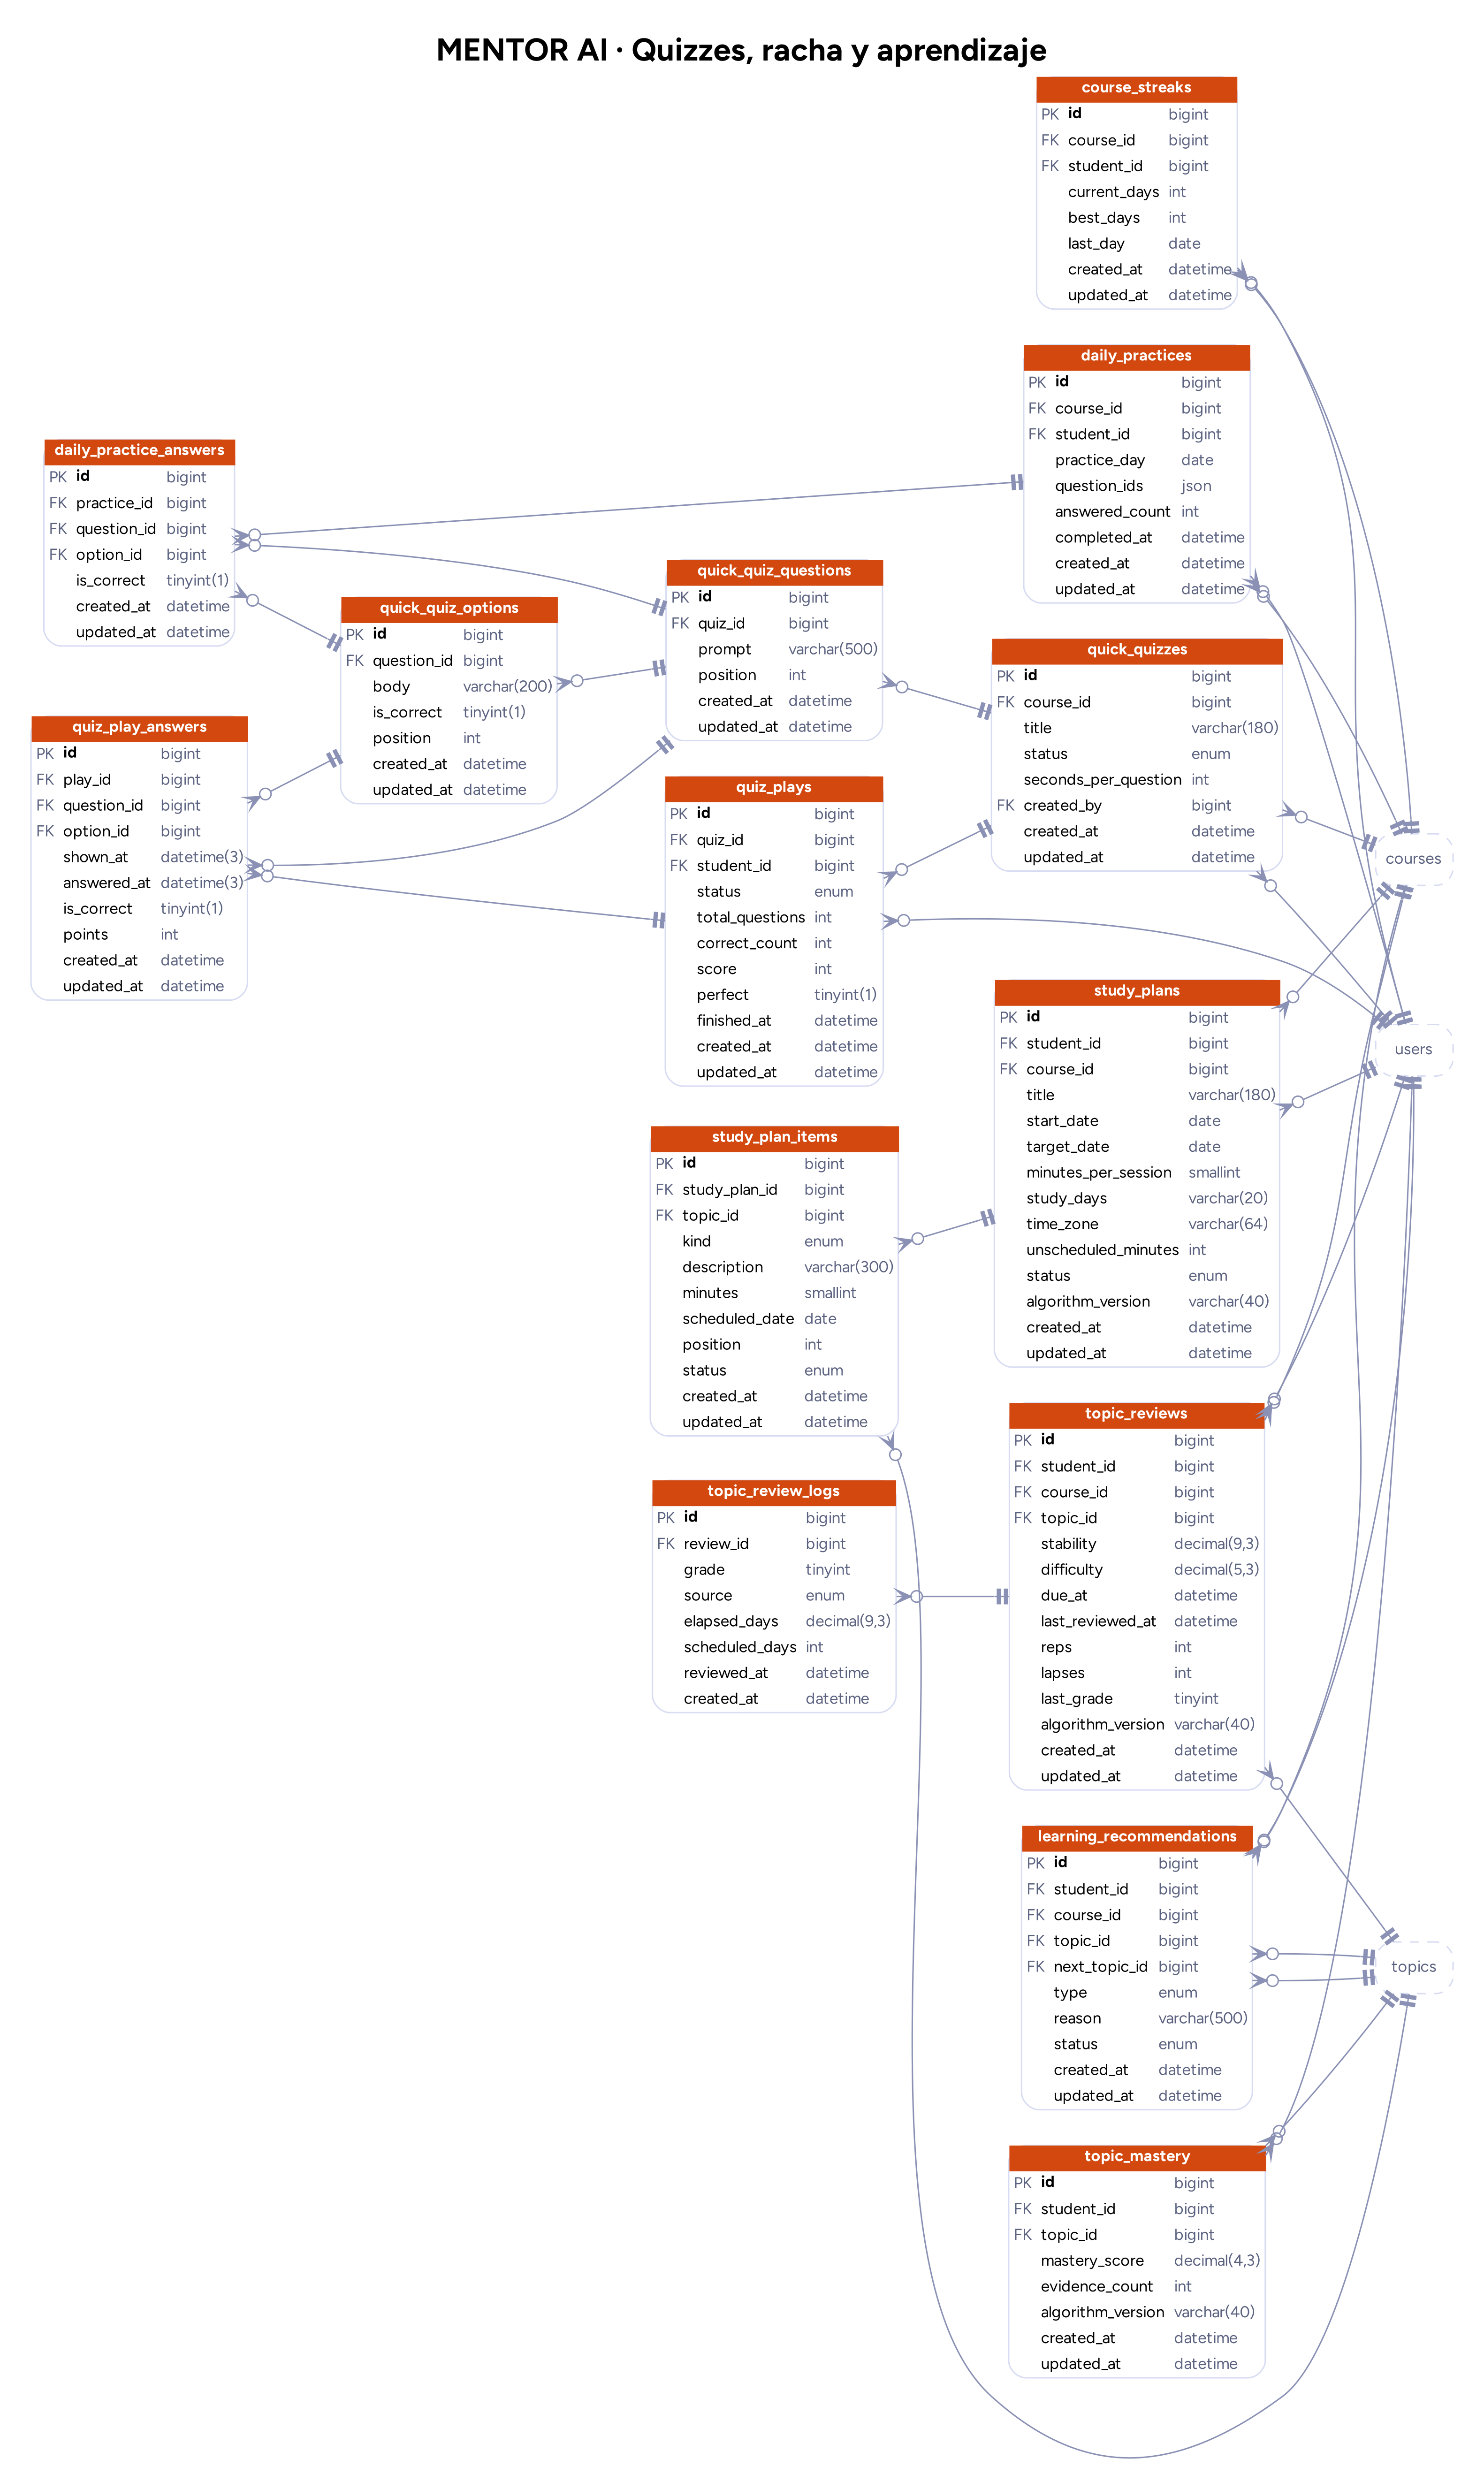 MENTOR AI · Quizzes, racha y aprendizaje
course_streaks
PK id bigint
FK course_id bigint
FK student_id bigint
current_days int
best_days int
last_day date
created_at datetime
updated_at datetime
daily_practices
PK id bigint
FK course_id bigint
FK student_id bigint
practice_day date
question_ids json
answered_count int
completed_at datetime
created_at datetime
updated_at datetime
daily_practice_answers
PK id bigint
FK practice_id bigint
FK question_id bigint
FK option_id bigint
is_correct tinyint(1)
created_at datetime
updated_at datetime
quick_quiz_options
PK id bigint
FK question_id bigint
body varchar(200)
is_correct tinyint(1)
position int
created_at datetime
updated_at datetime
quick_quiz_questions
PK id bigint
FK quiz_id bigint
prompt varchar(500)
position int
created_at datetime
updated_at datetime
quick_quizzes
PK id bigint
FK course_id bigint
title varchar(180)
status enum
seconds_per_question int
FK created_by bigint
created_at datetime
updated_at datetime
quiz_play_answers
PK id bigint
FK play_id bigint
FK question_id bigint
FK option_id bigint
shown_at datetime(3)
answered_at datetime(3)
is_correct tinyint(1)
points int
created_at datetime
updated_at datetime
quiz_plays
PK id bigint
FK quiz_id bigint
FK student_id bigint
status enum
total_questions int
correct_count int
score int
perfect tinyint(1)
finished_at datetime
created_at datetime
updated_at datetime
courses
users
study_plans
PK id bigint
FK student_id bigint
FK course_id bigint
title varchar(180)
start_date date
target_date date
minutes_per_session smallint
study_days varchar(20)
time_zone varchar(64)
unscheduled_minutes int
status enum
algorithm_version varchar(40)
created_at datetime
updated_at datetime
study_plan_items
PK id bigint
FK study_plan_id bigint
FK topic_id bigint
kind enum
description varchar(300)
minutes smallint
scheduled_date date
position int
status enum
created_at datetime
updated_at datetime
topic_reviews
PK id bigint
FK student_id bigint
FK course_id bigint
FK topic_id bigint
stability decimal(9,3)
difficulty decimal(5,3)
due_at datetime
last_reviewed_at datetime
reps int
lapses int
last_grade tinyint
algorithm_version varchar(40)
created_at datetime
updated_at datetime
topic_review_logs
PK id bigint
FK review_id bigint
grade tinyint
source enum
elapsed_days decimal(9,3)
scheduled_days int
reviewed_at datetime
created_at datetime
learning_recommendations
PK id bigint
FK student_id bigint
FK course_id bigint
FK topic_id bigint
FK next_topic_id bigint
type enum
reason varchar(500)
status enum
created_at datetime
updated_at datetime
topics
topic_mastery
PK id bigint
FK student_id bigint
FK topic_id bigint
mastery_score decimal(4,3)
evidence_count int
algorithm_version varchar(40)
created_at datetime
updated_at datetime